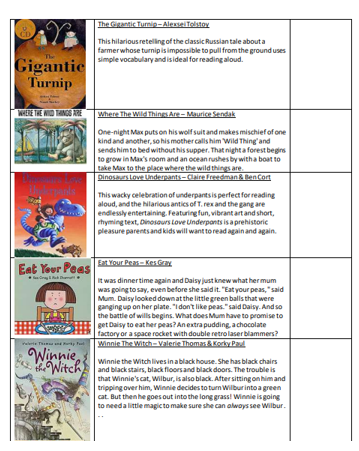 The Gigantic Turnip – Alexsei Tolstoy
This hilarious retelling of the classic Russian tale about a
farmer whose turnip is impossible to pull from the ground uses
simple vocabulary and is ideal for reading aloud.
CD
The
Gigantic
Turnip
Where The Wild Things Are – Maurice Sendak
One-night Max puts on his wolf suit and makes mischief of one
kind and another, so his mother calls him 'Wild Thing' and
sends him to bed without his supper. That night a forest begins
to grow in Max's room and an ocean rushes by with a boat to
take Max to the place where the wild things are.
WHERE THE WILD THINGS ARE
Dinosaurs Love Underpants – Claire Freedman & Ben Cort
This wacky celebration of underpants is perfect for reading
aloud, and the hilarious antics of T. rex and the gang are
endlessly entertaining. Featuring fun, vibrant art and short,
rhyming text, Dinosaurs Love Underpants is a prehistoric
pleasure parents and kids will want to read again and again.
Dinosaurs Love
Underpants
Eat Your Peas – Kes Gray
It was dinner time again and Daisy just knew what her mum
was going to say, even before she said it. "Eat your peas," said
Mum. Daisy looked down at the little green balls that were
ganging up on her plate. "I don't like peas." said Daisy. And so
the battle of wills begins. What does Mum have to promise to
get Daisy to eat her peas? An extra pudding, a chocolate
factory or a space rocket with double retro laser blammers?
Eat Your Peas
Winnie The Witch – Valerie Thomas & Korky Paul
Winnie the Witch lives in a black house. She has black chairs
and black stairs, black floors and black doors. The trouble is
that Winnie's cat, Wilbur, is also black. After sitting on him and
tripping over him, Winnie decides to turn Wilbur into a green
cat. But then he goes out into the long grass! Winnie is going
to need a little magic to make sure she can always see Wilbur .
. .
Valerie Thomas and Korky Paul
Winnie
the Witch